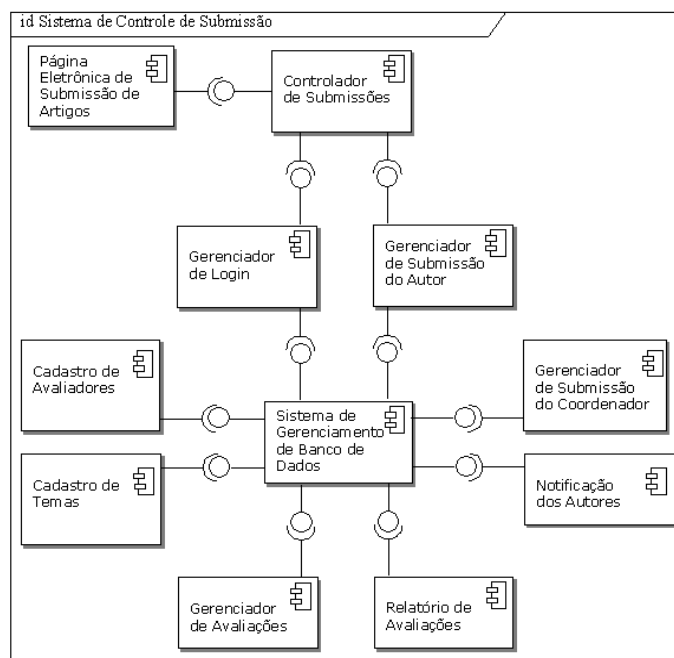 id Sistema de Controle de Submissão
Página
Eletrônica de
Submissão de
Artigos
Controlador
de Submissões
Gerenciador
de Login
Gerenciador
de Submissão
do Autor
Cadastro de
Avaliadores
Sistema de
Gerenciamento
de Banco de
Dados
Gerenciador
de Submissão
do Coordenador
Cadastro de
Temas
Notificação
dos Autores
Gerenciador
de Avaliações
Relatório de
Avaliações